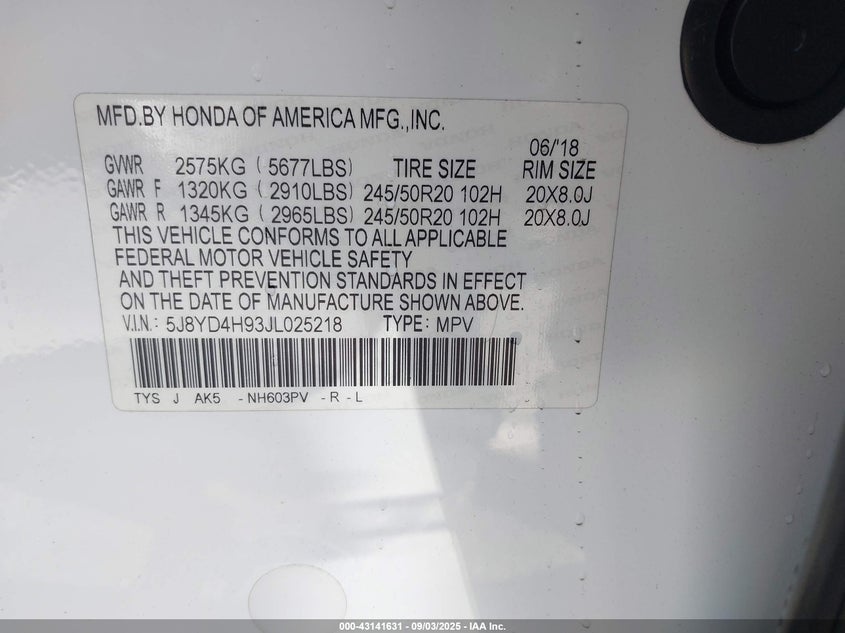 MFD.BY HONDA OF AMERICA MFG.,INC.
06/'18
GVWR 2575KG (5677LBS) TIRE SIZE RIM SIZE
GAWR F 1320KG (2910LBS) 245/50R20 102H 20X8.0J
GAWR R 1345KG (2965LBS) 245/50R20 102H 20X8.0J
THIS VEHICLE CONFORMS TO ALL APPLICABLE
FEDERAL MOTOR VEHICLE SAFETY
AND THEFT PREVENTION STANDARDS IN EFFECT
ON THE DATE OF MANUFACTURE SHOWN ABOVE.
V.I.N.: 5J8YD4H93JL025218 TYPE: MPV
TYS J AK5 -NH603PV -R-L
000-43141631 - 09/03/2025 - IAA Inc.